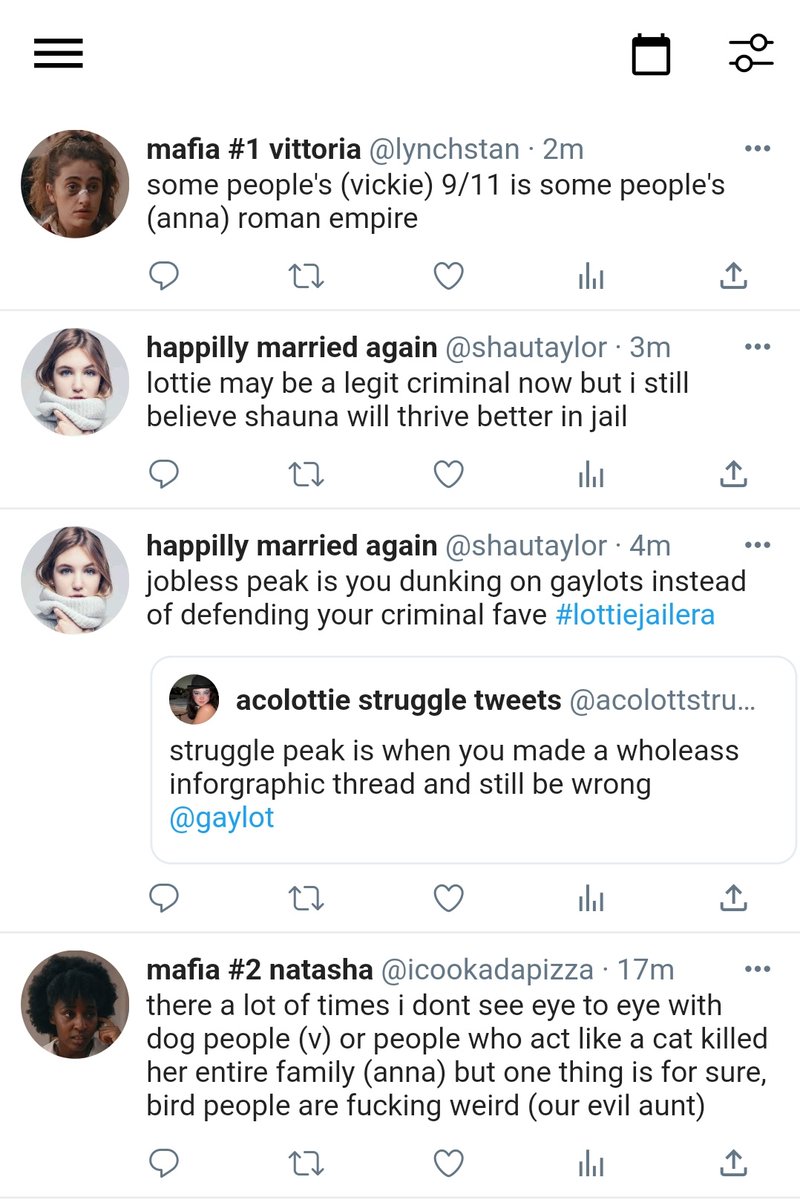 mafia #1 vittoria @lynchstan · 2m
some people's (vickie) 9/11 is some people's
(anna) roman empire
happilly married again @shautaylor · 3m
lottie may be a legit criminal now but i still
believe shauna will thrive better in jail
happilly married again @shautaylor · 4m
jobless peak is you dunking on gaylots instead
of defending your criminal fave #lottiejailera
acolottie struggle tweets @acolottstru...
struggle peak is when you made a wholeass
inforgraphic thread and still be wrong
@gaylot
mafia #2 natasha @icookadapizza · 17m
there a lot of times i dont see eye to eye with
dog people (v) or people who act like a cat killed
her entire family (anna) but one thing is for sure,
bird people are fucking weird (our evil aunt)